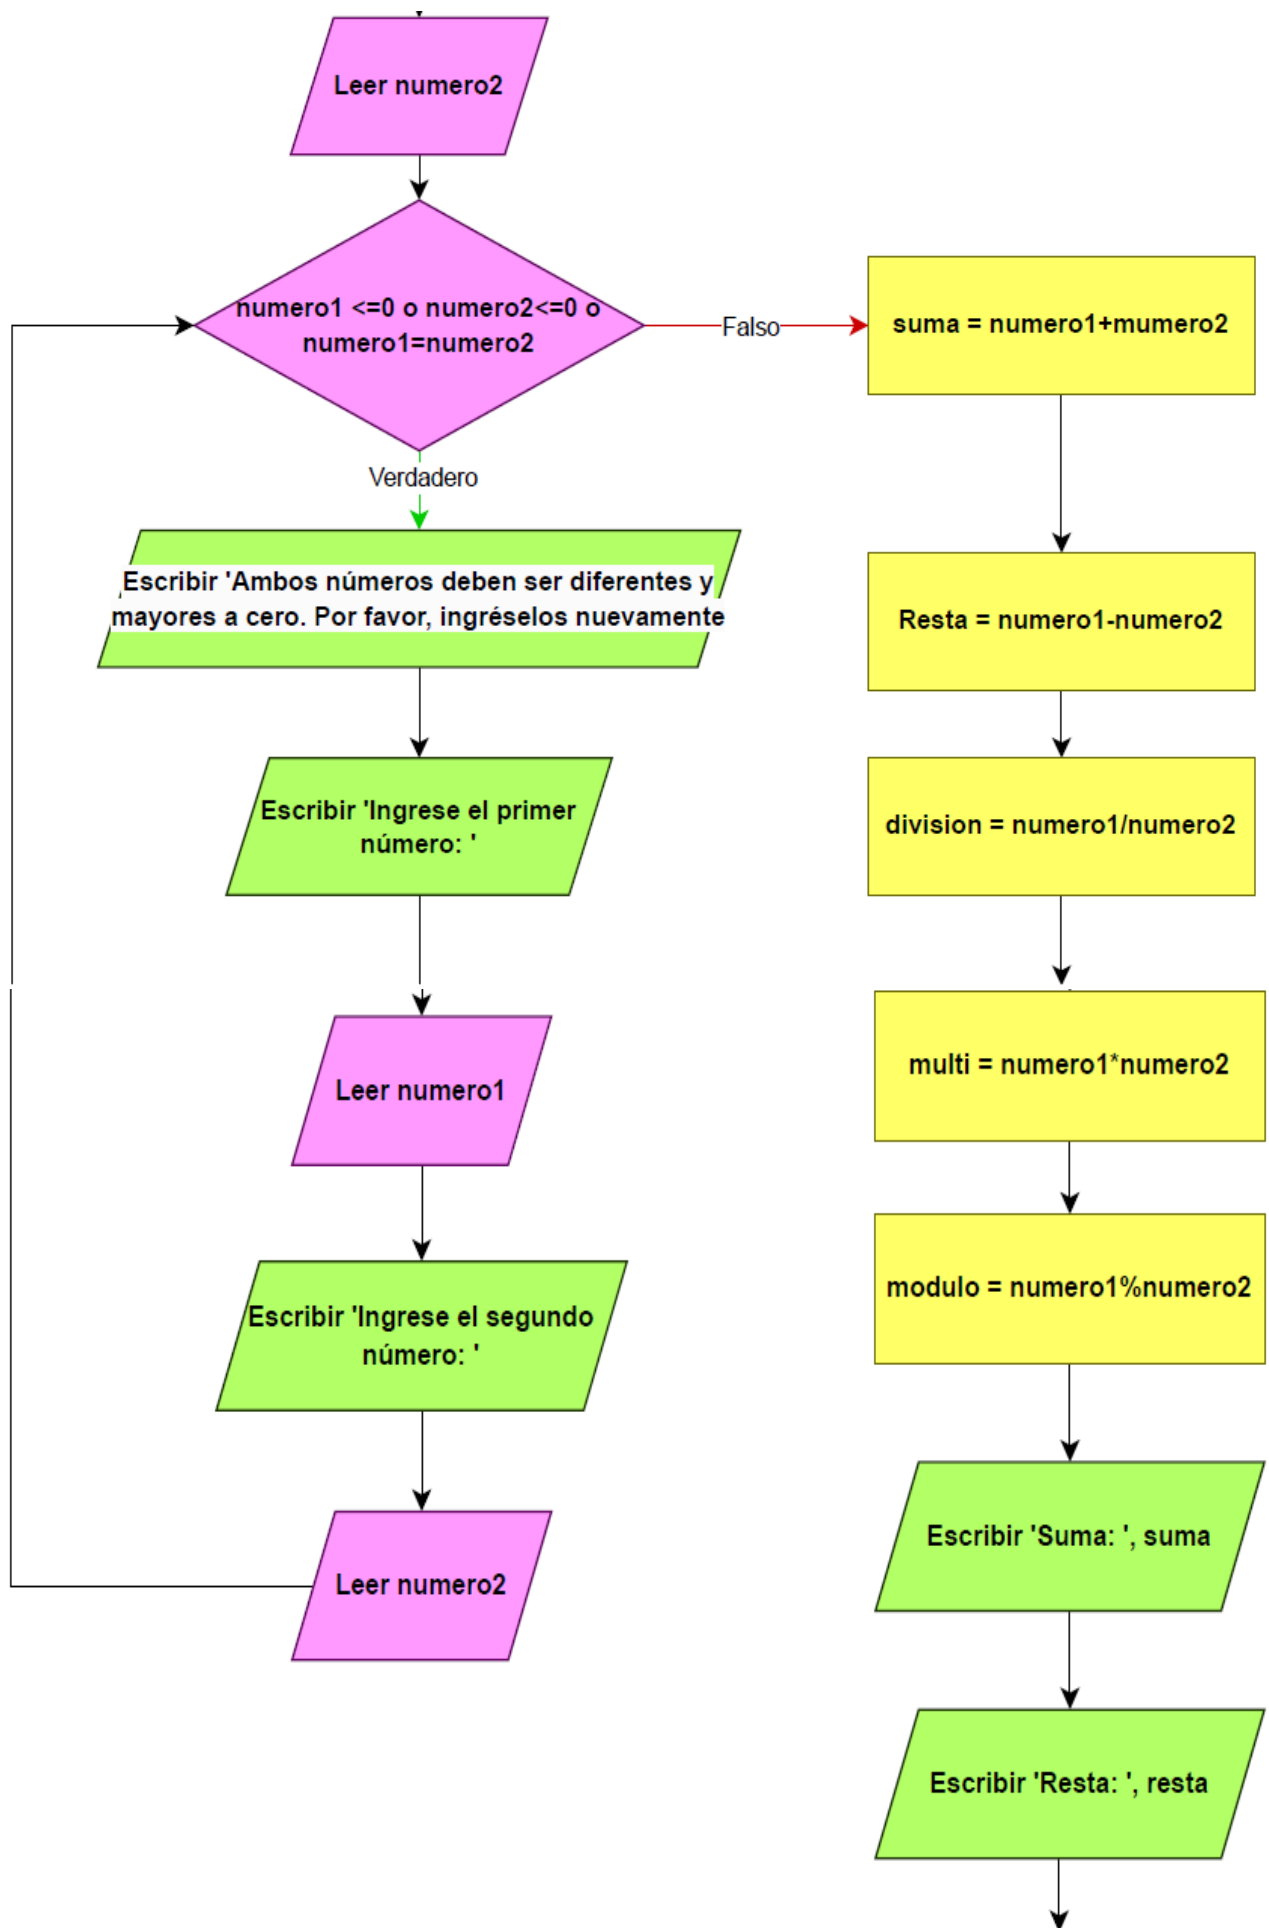 Leer numero2
numero1 <=0 o numero2<=0 o
numero1=numero2
Falso
suma = numero1+mumero2
Verdadero
Escribir 'Ambos números deben ser diferentes y
mayores a cero. Por favor, ingréselos nuevamente
Resta = numero1-numero2
Escribir 'Ingrese el primer
número: '
division = numero1/numero2
Leer numero1
multi = numero1*numero2
Escribir 'Ingrese el segundo
número: '
modulo = numero1%numero2
Leer numero2
Escribir 'Suma: ', suma
Escribir 'Resta: ', resta